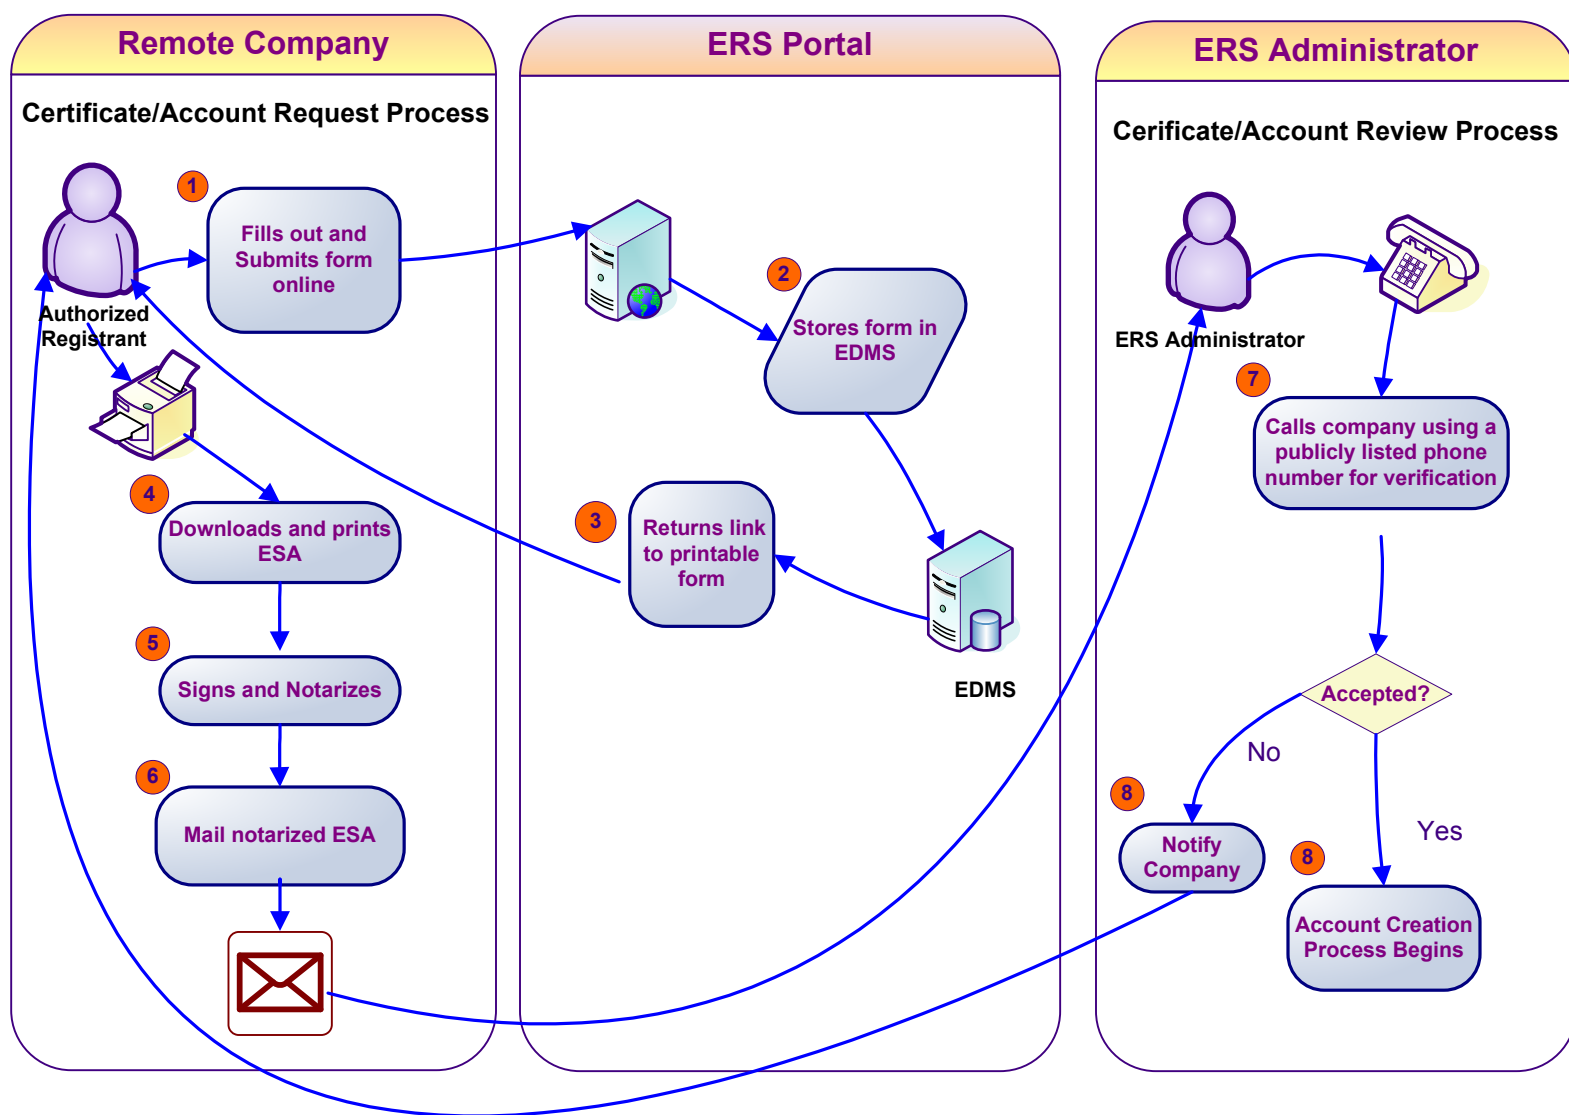 Remote Company
Certificate/Account Request Process
1
Fills out and
Submits form
online
Authorized
Registrant
4
Downloads and prints
ESA
5
Signs and Notarizes
6
Mail notarized ESA
ERS Portal
2
Stores form in
EDMS
3
Returns link
to printable
form
EDMS
ERS Administrator
Cerificate/Account Review Process
ERS Administrator
7
Calls company using a
publicly listed phone
number for verification
Accepted?
No
Yes
8
Notify
Company
8
Account Creation
Process Begins